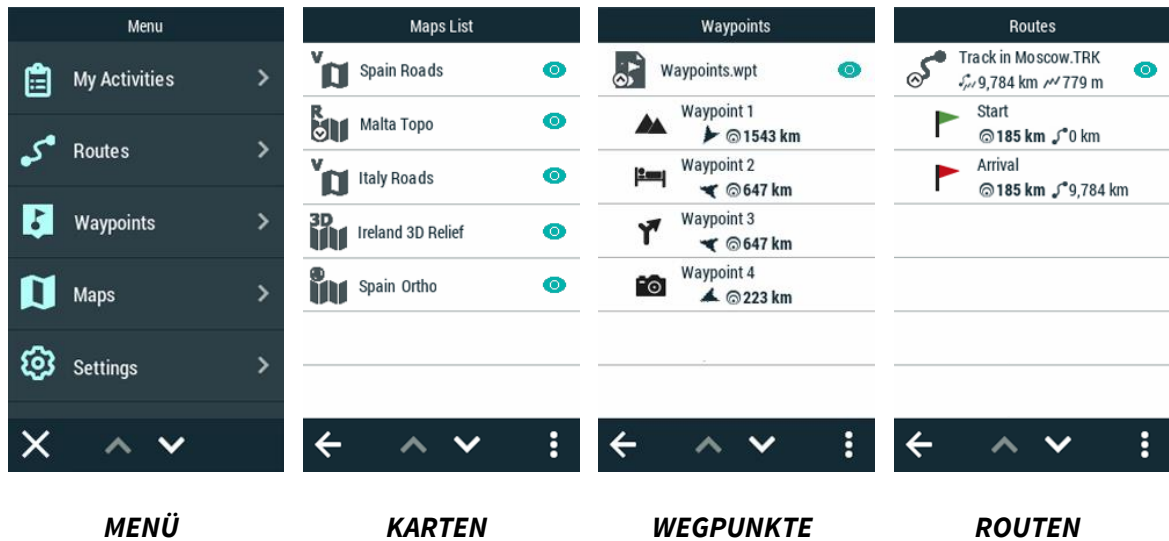 Menu
My Activities
Routes
Waypoints
Maps
Settings
MENÜ
Maps List
V
Spain Roads
R
Malta Topo
V
Italy Roads
3D
Ireland 3D Relief
Spain Ortho
KARTEN
Waypoints
Waypoints.wpt
Waypoint 1
1543 km
Waypoint 2
647 km
Waypoint 3
647 km
Waypoint 4
223 km
WEGPUNKTE
Routes
Track in Moscow.TRK
9,784 km 779 m
Start
185 km 0 km
Arrival
185 km 9,784 km
ROUTEN